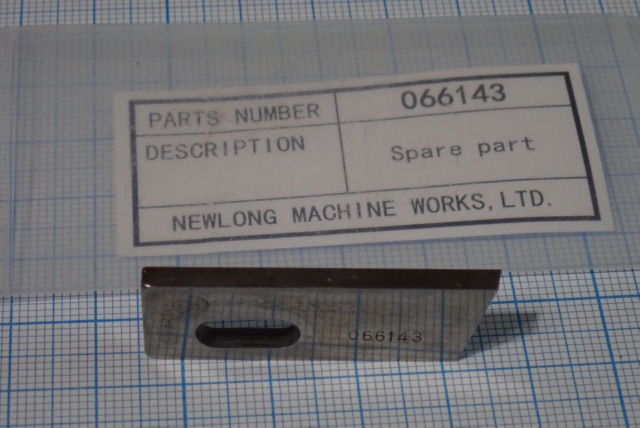 PARTS NUMBER 066143
DESCRIPTION Spare part
NEWLONG MACHINE WORKS, LTD.
066143